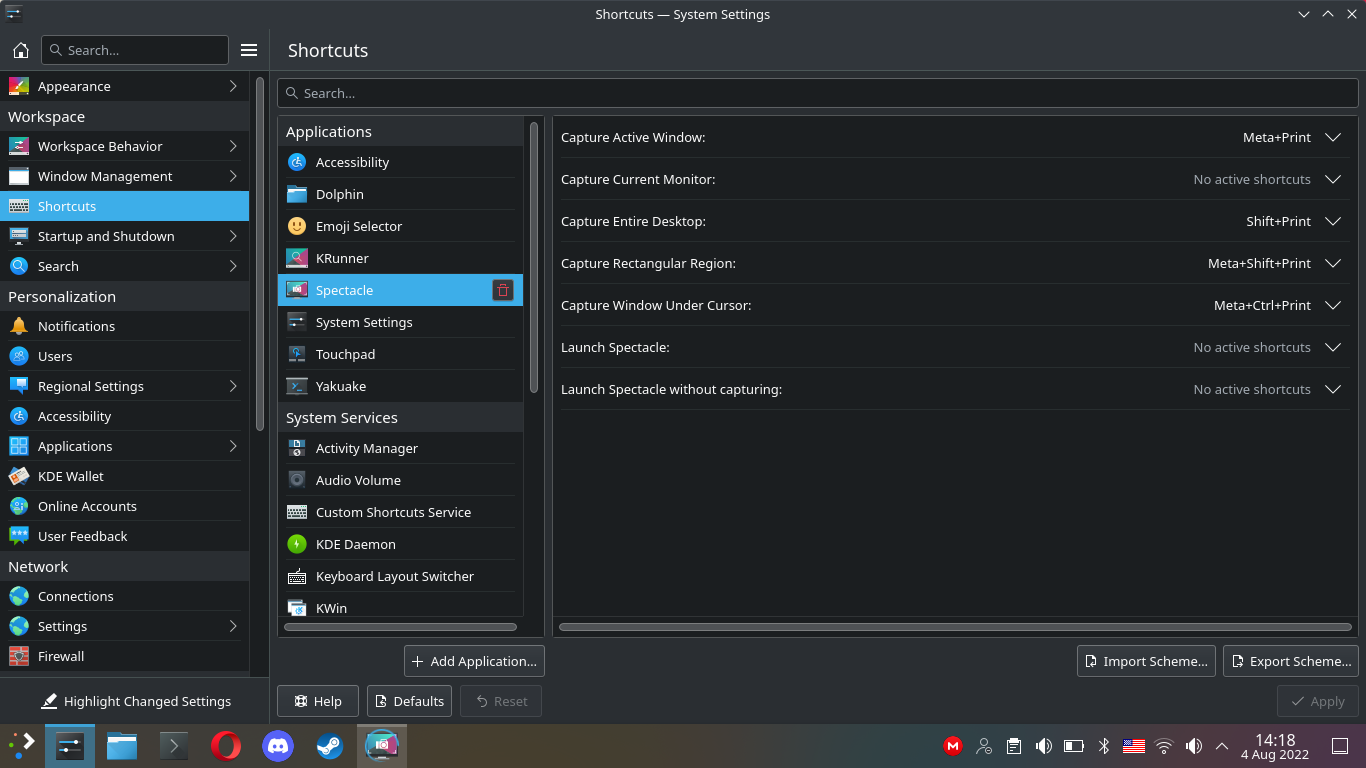 Shortcuts — System Settings
Search...
Shortcuts
Appearance
Workspace
Workspace Behavior
Window Management
Shortcuts
Startup and Shutdown
Search
Personalization
Notifications
Users
Regional Settings
Accessibility
Applications
KDE Wallet
Online Accounts
User Feedback
Network
Connections
Settings
Firewall
Highlight Changed Settings
Search...
Applications
Accessibility
Dolphin
Emoji Selector
KRunner
Spectacle
System Settings
Touchpad
Yakuake
System Services
Activity Manager
Audio Volume
Custom Shortcuts Service
KDE Daemon
Keyboard Layout Switcher
KWin
Add Application...
Capture Active Window: Meta+Print
Capture Current Monitor: No active shortcuts
Capture Entire Desktop: Shift+Print
Capture Rectangular Region: Meta+Shift+Print
Capture Window Under Cursor: Meta+Ctrl+Print
Launch Spectacle: No active shortcuts
Launch Spectacle without capturing: No active shortcuts
Import Scheme... Export Scheme...
Help Defaults Reset Apply
M
14:18
4 Aug 2022